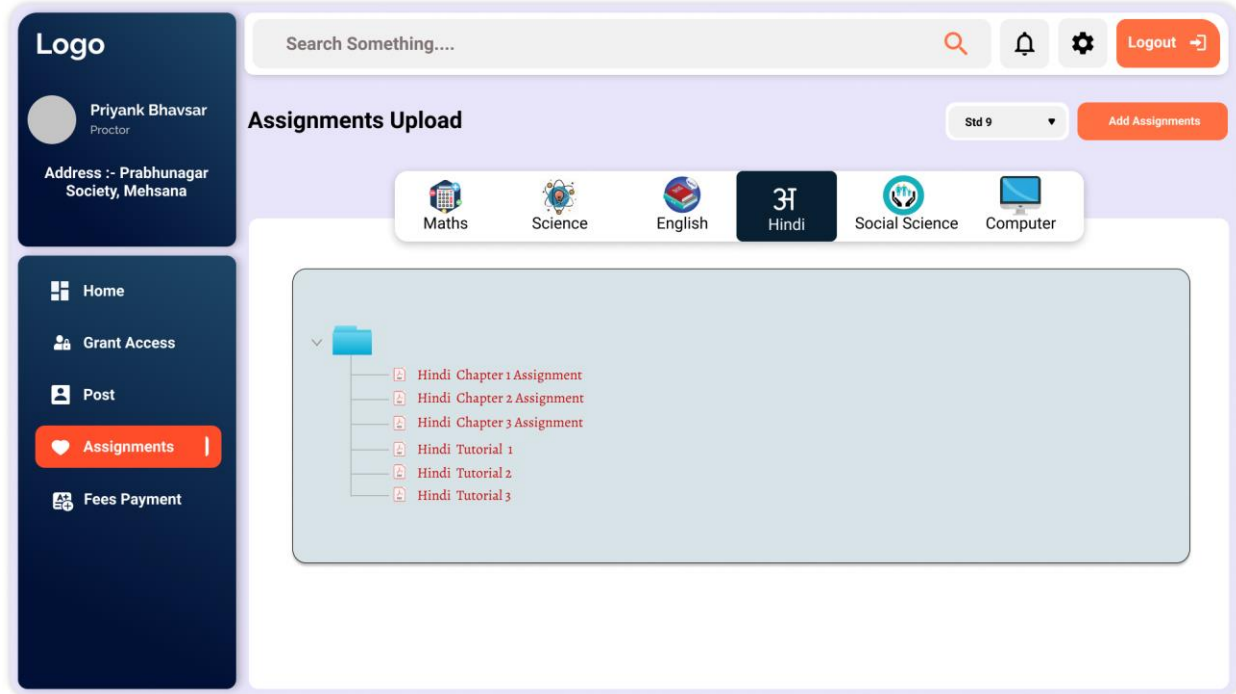 Logo
Search Something....
Logout
Priyank Bhavsar
Proctor
Address :- Prabhunagar
Society, Mehsana
Assignments Upload
Std 9
Add Assignments
Maths
Science
English
अ
Hindi
Social Science
Computer
Home
Grant Access
Post
Assignments
Fees Payment
Hindi Chapter 1 Assignment
Hindi Chapter 2 Assignment
Hindi Chapter 3 Assignment
Hindi Tutorial 1
Hindi Tutorial 2
Hindi Tutorial 3